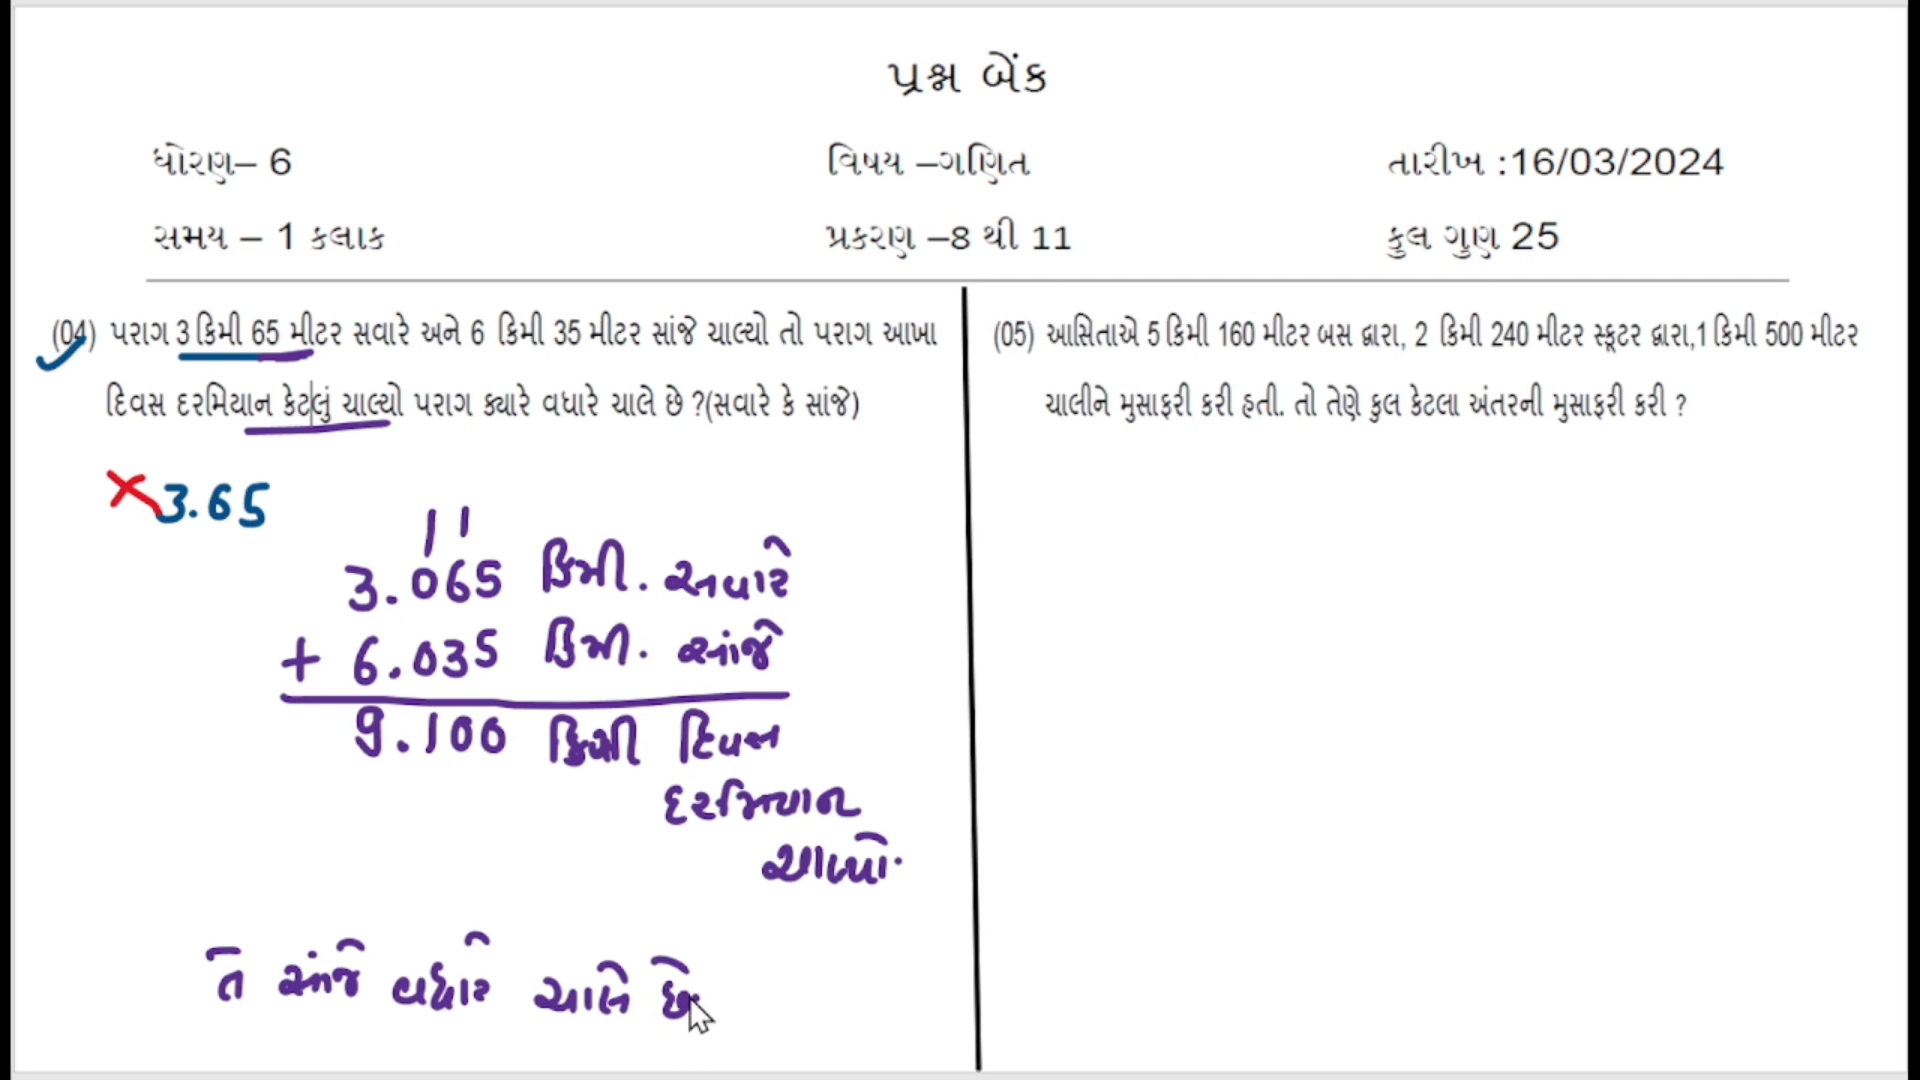 પ્રશ્ન બેંક
ધોરણ– 6 વિષય –ગણિત તારીખ :16/03/2024
સમય – 1 કલાક પ્રકરણ –8 થી 11 કુલ ગુણ 25
(04) પરાગ 3 કિમી 65 મીટર સવારે અને 6 કિમી 35 મીટર સાંજે ચાલ્યો તો પરાગ આખા
દિવસ દરમિયાન કેટલું ચાલ્યો પરાગ ક્યારે વધારે ચાલે છે ?(સવારે કે સાંજે)
3.65
1 1
3.065 કિમી. સવારે
+ 6.035 કિમી. સાંજે
9.100 કિમી દિવસ
દરમિયાન
ચાલ્યો.
તે સાંજે વધારે ચાલે છે.
(05) આસિતાએ 5 કિમી 160 મીટર બસ દ્વારા, 2 કિમી 240 મીટર સ્કૂટર દ્વારા,1 કિમી 500 મીટર
ચાલીને મુસાફરી કરી હતી. તો તેણે કુલ કેટલા અંતરની મુસાફરી કરી ?